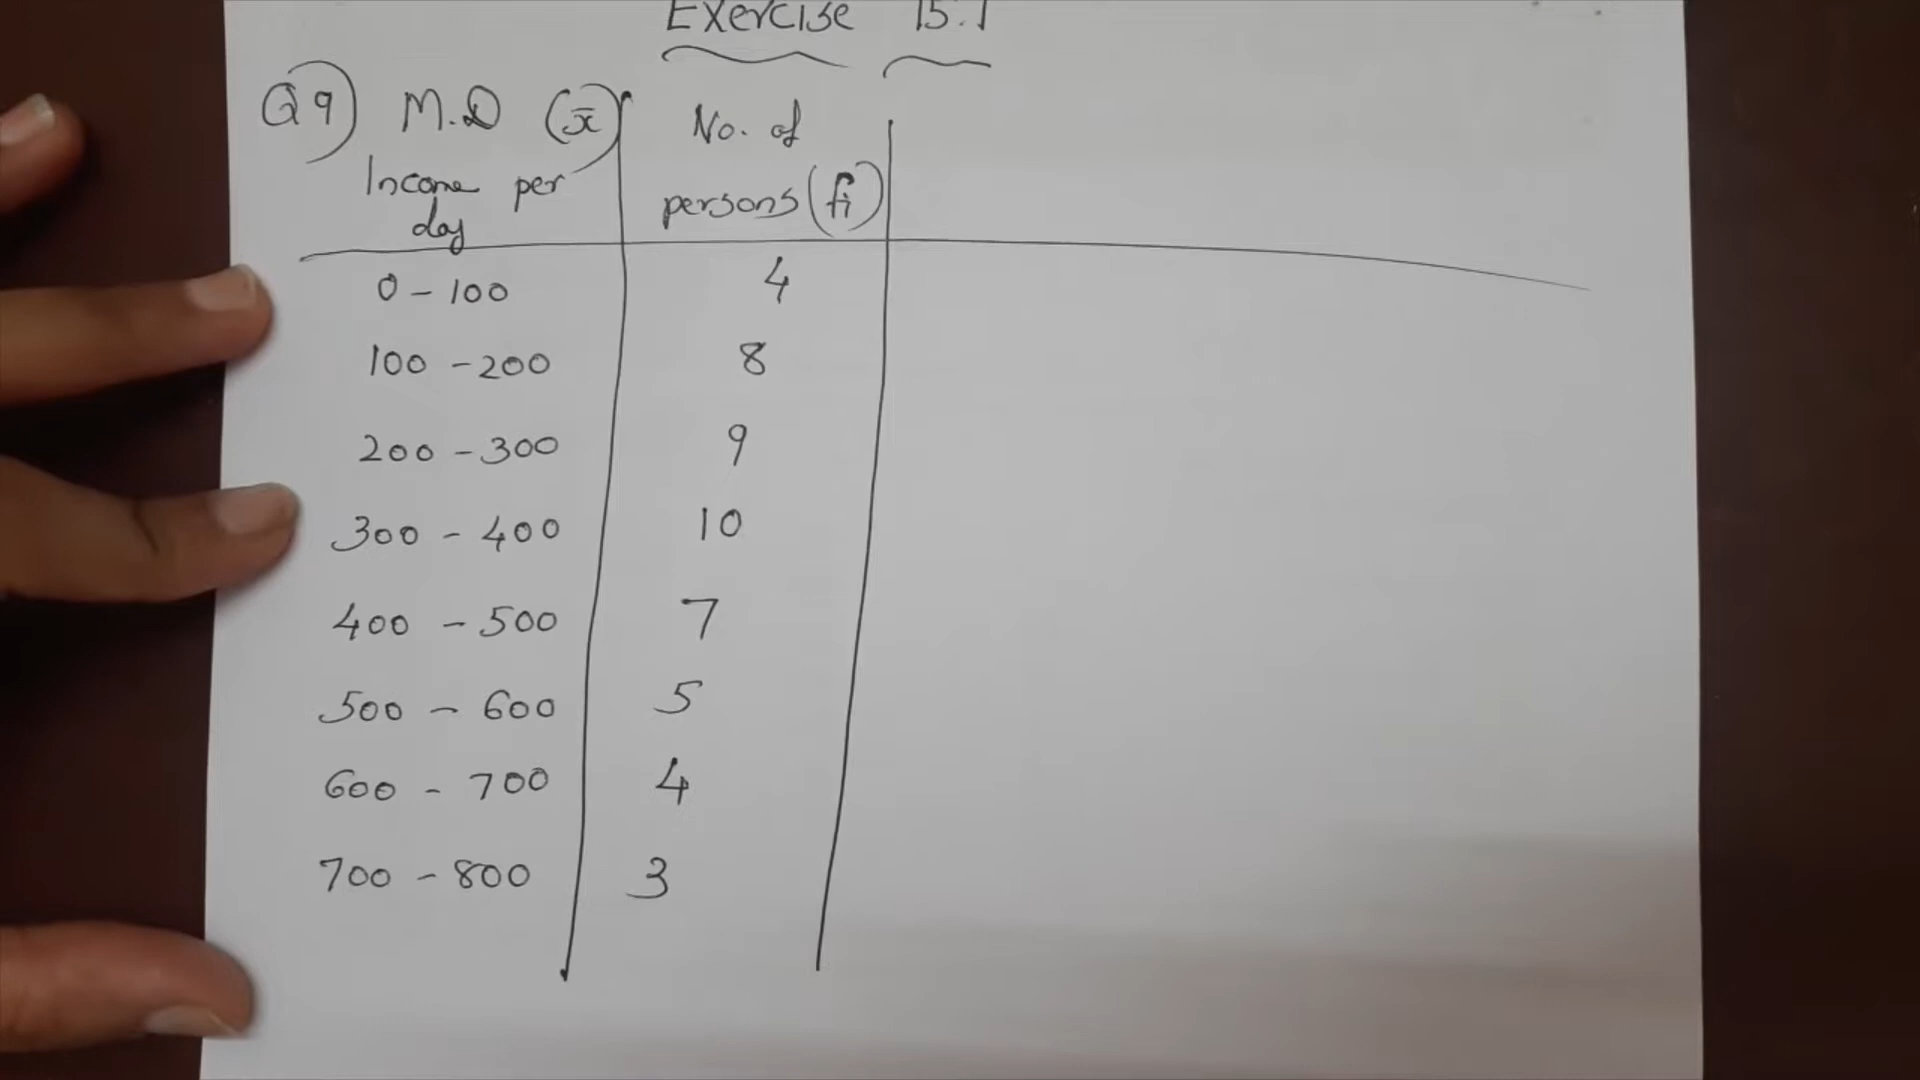 Exercise 15.1
Q9) M.D (x̄)
Income per day
No. of persons (fi)
0 - 100 4
100 - 200 8
200 - 300 9
300 - 400 10
400 - 500 7
500 - 600 5
600 - 700 4
700 - 800 3